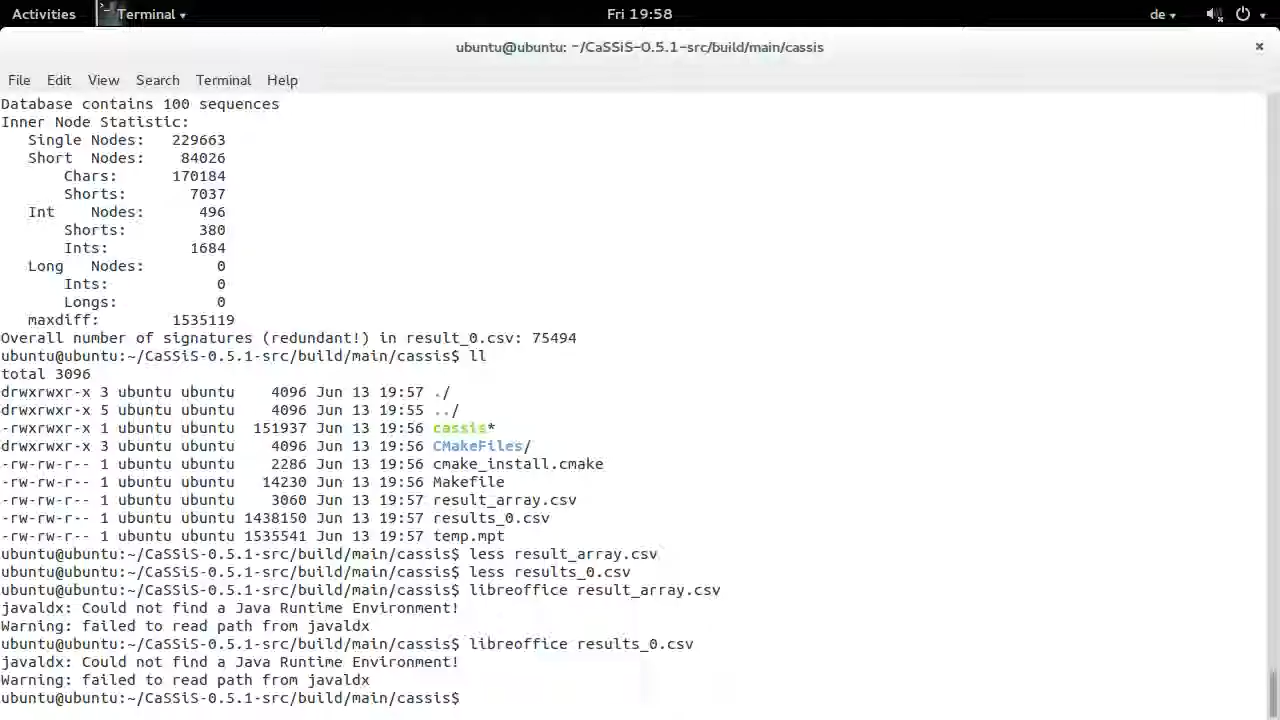 Activities Terminal Fri 19:58 de
ubuntu@ubuntu: ~/CaSSiS-0.5.1-src/build/main/cassis
File Edit View Search Terminal Help
Database contains 100 sequences
Inner Node Statistic:
   Single Nodes:   229663
   Short  Nodes:    84026
       Chars:      170184
       Shorts:       7037
   Int    Nodes:      496
       Shorts:        380
       Ints:         1684
   Long   Nodes:        0
       Ints:            0
       Longs:           0
   maxdiff:        1535119
Overall number of signatures (redundant!) in result_0.csv: 75494
ubuntu@ubuntu:~/CaSSiS-0.5.1-src/build/main/cassis$ ll
total 3096
drwxrwxr-x 3 ubuntu ubuntu    4096 Jun 13 19:57 ./
drwxrwxr-x 5 ubuntu ubuntu    4096 Jun 13 19:55 ../
-rwxrwxr-x 1 ubuntu ubuntu  151937 Jun 13 19:56 cassis*
drwxrwxr-x 3 ubuntu ubuntu    4096 Jun 13 19:56 CMakeFiles/
-rw-rw-r-- 1 ubuntu ubuntu    2286 Jun 13 19:56 cmake_install.cmake
-rw-rw-r-- 1 ubuntu ubuntu   14230 Jun 13 19:56 Makefile
-rw-rw-r-- 1 ubuntu ubuntu    3060 Jun 13 19:57 result_array.csv
-rw-rw-r-- 1 ubuntu ubuntu 1438150 Jun 13 19:57 results_0.csv
-rw-rw-r-- 1 ubuntu ubuntu 1535541 Jun 13 19:57 temp.mpt
ubuntu@ubuntu:~/CaSSiS-0.5.1-src/build/main/cassis$ less result_array.csv
ubuntu@ubuntu:~/CaSSiS-0.5.1-src/build/main/cassis$ less results_0.csv
ubuntu@ubuntu:~/CaSSiS-0.5.1-src/build/main/cassis$ libreoffice result_array.csv
javaldx: Could not find a Java Runtime Environment!
Warning: failed to read path from javaldx
ubuntu@ubuntu:~/CaSSiS-0.5.1-src/build/main/cassis$ libreoffice results_0.csv
javaldx: Could not find a Java Runtime Environment!
Warning: failed to read path from javaldx
ubuntu@ubuntu:~/CaSSiS-0.5.1-src/build/main/cassis$